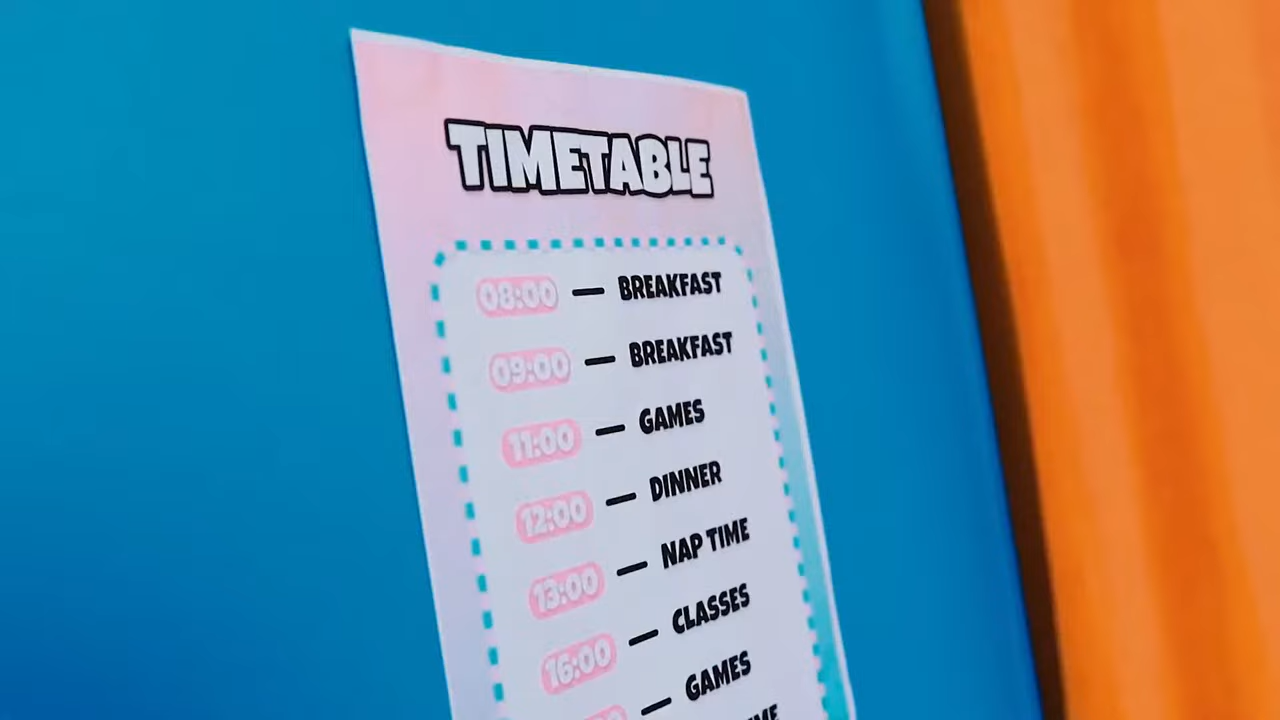 TIMETABLE
08:00 — BREAKFAST
09:00 — BREAKFAST
11:00 — GAMES
12:00 — DINNER
13:00 — NAP TIME
16:00 — CLASSES
— GAMES